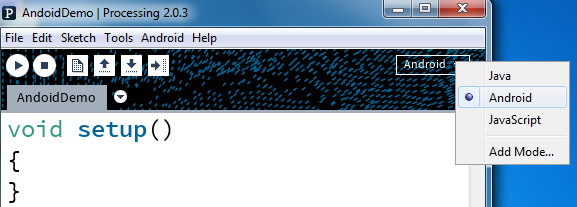 AndoidDemo | Processing 2.0.3
File Edit Sketch Tools Android Help
Android
Java
Android
JavaScript
Add Mode...
AndoidDemo
void setup()
{
}